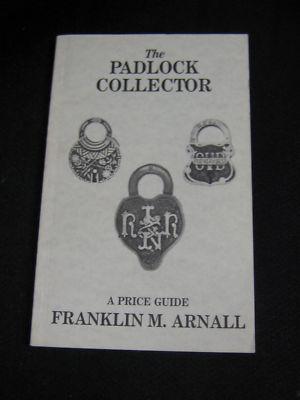 The
PADLOCK
COLLECTOR
A PRICE GUIDE
FRANKLIN M. ARNALL